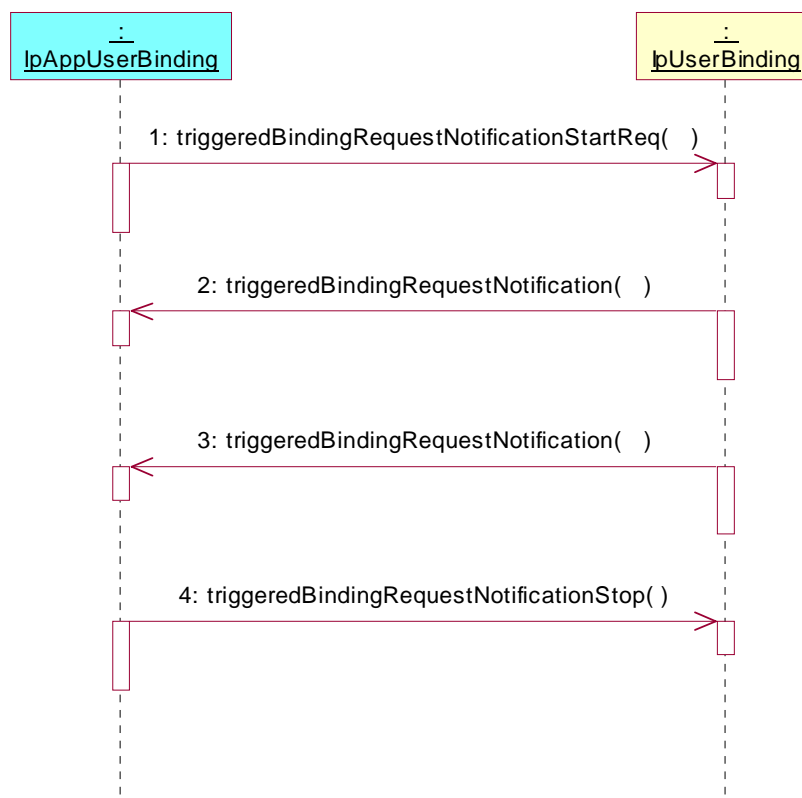 :
IpAppUserBinding
:
IpUserBinding
1: triggeredBindingRequestNotificationStartReq( )
2: triggeredBindingRequestNotification( )
3: triggeredBindingRequestNotification( )
4: triggeredBindingRequestNotificationStop( )